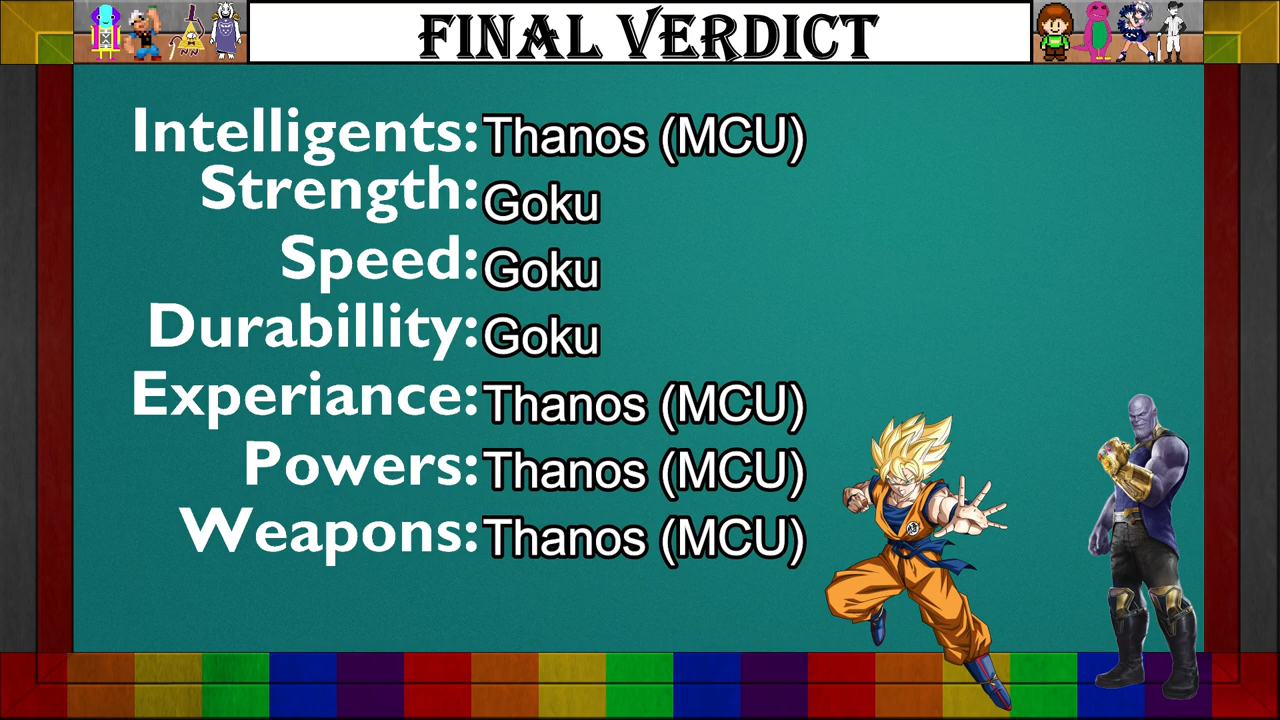 FINAL VERDICT
Intelligents: Thanos (MCU)
Strength: Goku
Speed: Goku
Durabillity: Goku
Experiance: Thanos (MCU)
Powers: Thanos (MCU)
Weapons: Thanos (MCU)